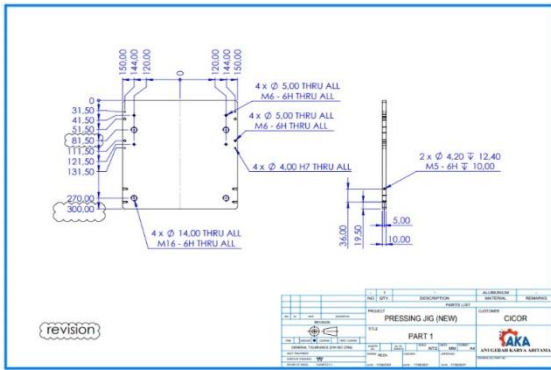 150,00
144,00
120,00
0
120,00
144,00
150,00
0
31,50
41,50
51,50
81,50
111,50
121,50
131,50
270,00
300,00
4 x Ø 5,00 THRU ALL
M6 - 6H THRU ALL
4 x Ø 5,00 THRU ALL
M6 - 6H THRU ALL
4 x Ø 4,00 H7 THRU ALL
4 x Ø 14,00 THRU ALL
M16 - 6H THRU ALL
2 x Ø 4,20 ↧ 12,40
M5 - 6H ↧ 10,00
36,00
19,50
5,00
10,00
revision
1
ALUMUNIUM
NO. QTY. DESCRIPTION MATERIAL REMARKS
PARTS LIST
PROJECT
PRESSING JIG (NEW)
CUSTOMER
CICOR
TITLE
PART 1
REVISION
AKA
ANUGERAH KARYA ABITAMA